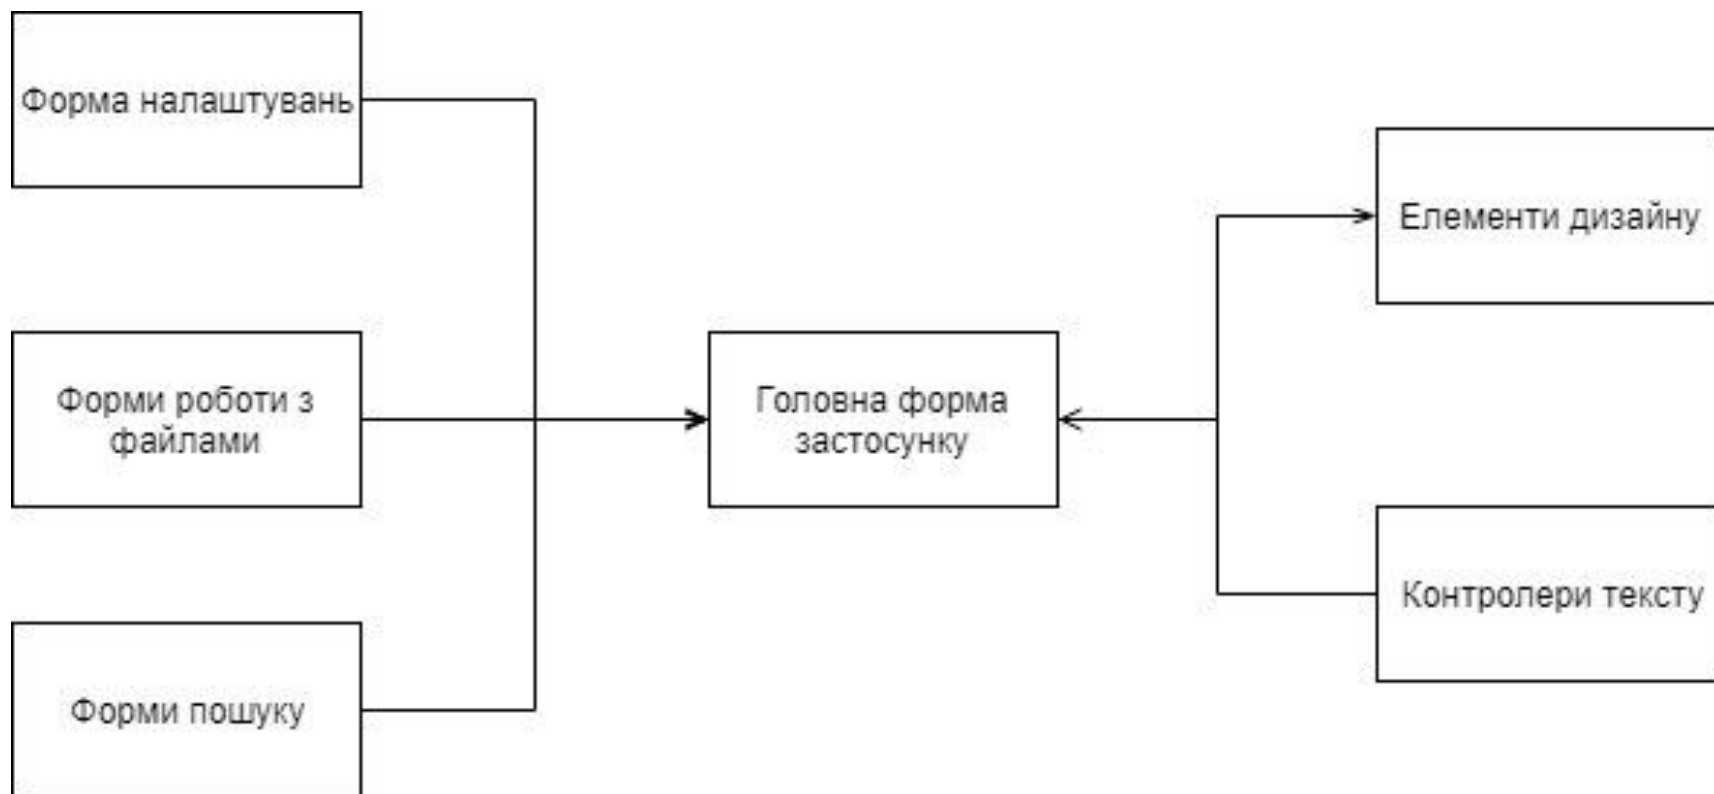 Форма налаштувань
Елементи дизайну
Форми роботи з
файлами
Головна форма
застосунку
Контролери тексту
Форми пошуку